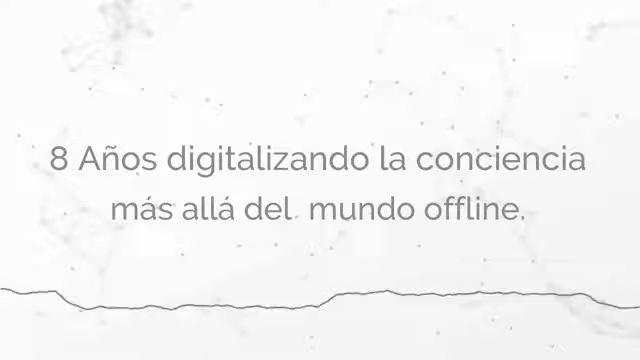 8 Años digitalizando la conciencia
más allá del mundo offline.